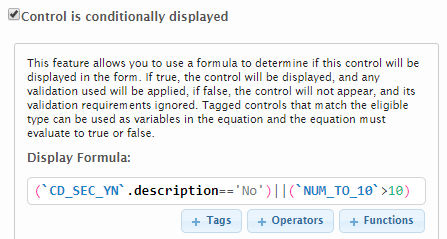 Control is conditionally displayed
This feature allows you to use a formula to determine if this control will be
displayed in the form. If true, the control will be displayed, and any
validation used will be applied, if false, the control will not appear, and its
validation requirements ignored. Tagged controls that match the eligible
type can be used as variables in the equation and the equation must
evaluate to true or false.
Display Formula:
(`CD_SEC_YN`.description=='No')||(`NUM_TO_10`>10)
+ Tags + Operators + Functions